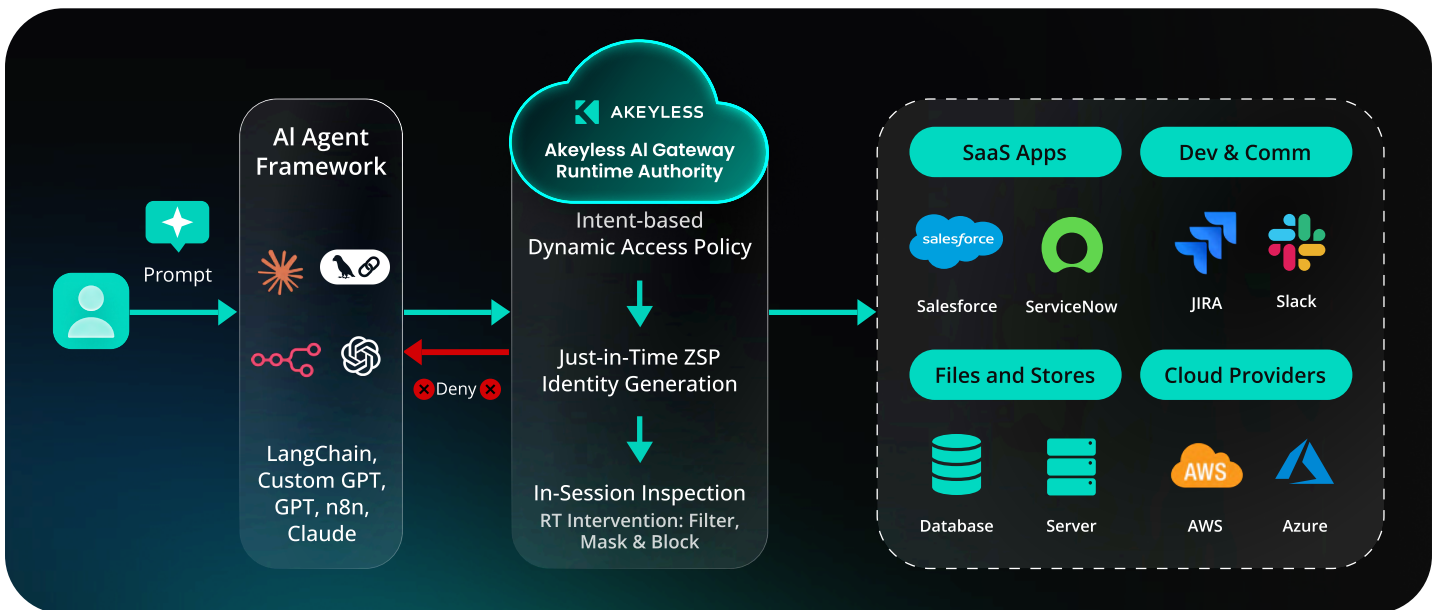 Prompt
AI Agent
Framework
LangChain,
Custom GPT,
GPT, n8n,
Claude
Deny
AKEYLESS
Akeyless AI Gateway
Runtime Authority
Intent-based
Dynamic Access Policy
Just-in-Time ZSP
Identity Generation
In-Session Inspection
RT Intervention: Filter,
Mask & Block
SaaS Apps
Dev & Comm
salesforce
Salesforce
ServiceNow
JIRA
Slack
Files and Stores
Cloud Providers
Database
Server
AWS
AWS
Azure